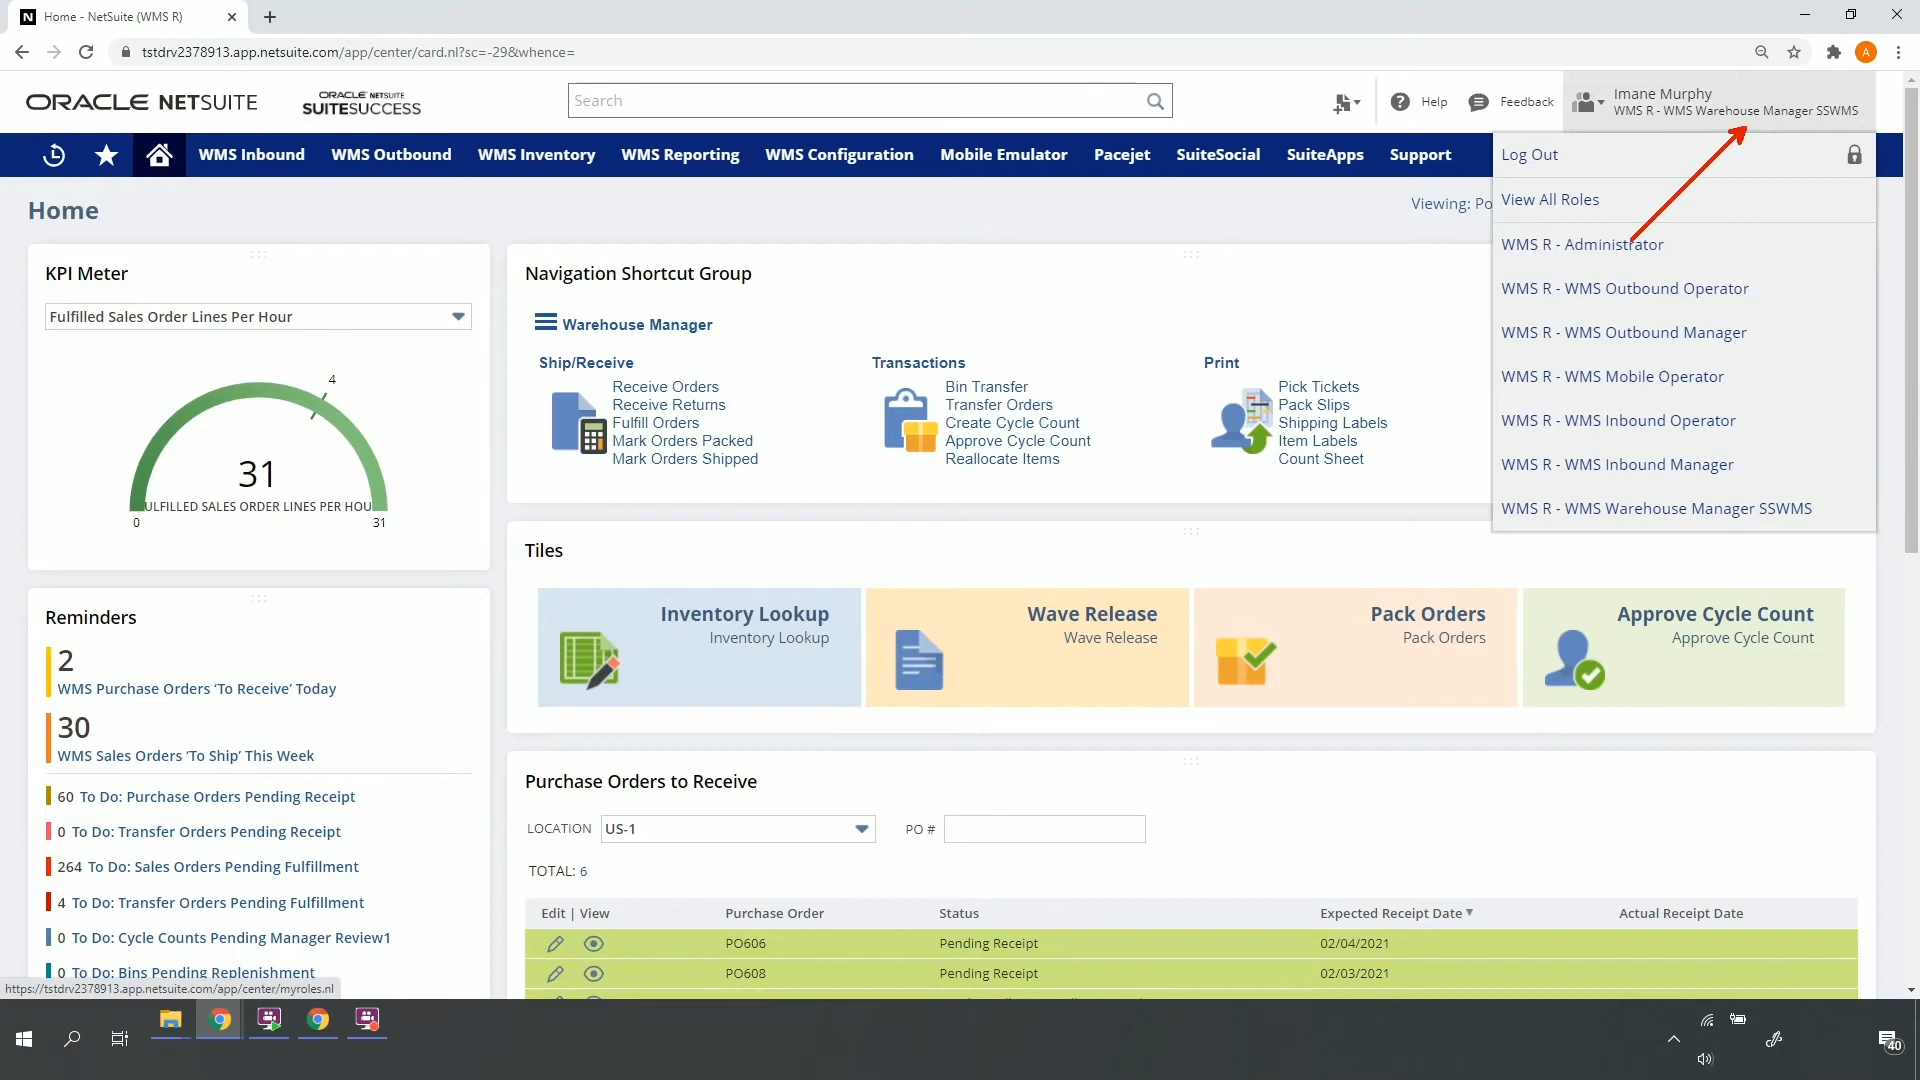 Home - NetSuite (WMS R)
tstdrv2378913.app.netsuite.com/app/center/card.nl?sc=-29&whence=
A
ORACLE NETSUITE
ORACLE NETSUITE
SUITESUCCESS
Search
Help
Feedback
Imane Murphy
WMS R - WMS Warehouse Manager SSWMS
WMS Inbound
WMS Outbound
WMS Inventory
WMS Reporting
WMS Configuration
Mobile Emulator
Pacejet
SuiteSocial
SuiteApps
Support
Log Out
View All Roles
WMS R - Administrator
WMS R - WMS Outbound Operator
WMS R - WMS Outbound Manager
WMS R - WMS Mobile Operator
WMS R - WMS Inbound Operator
WMS R - WMS Inbound Manager
WMS R - WMS Warehouse Manager SSWMS
Home
Viewing: Po
KPI Meter
Fulfilled Sales Order Lines Per Hour
4
31
ULFILLED SALES ORDER LINES PER HOU
0
31
Navigation Shortcut Group
Warehouse Manager
Ship/Receive
Receive Orders
Receive Returns
Fulfill Orders
Mark Orders Packed
Mark Orders Shipped
Transactions
Bin Transfer
Transfer Orders
Create Cycle Count
Approve Cycle Count
Reallocate Items
Print
Pick Tickets
Pack Slips
Shipping Labels
Item Labels
Count Sheet
Tiles
Inventory Lookup
Inventory Lookup
Wave Release
Wave Release
Pack Orders
Pack Orders
Approve Cycle Count
Approve Cycle Count
Reminders
2
WMS Purchase Orders ‘To Receive’ Today
30
WMS Sales Orders ‘To Ship’ This Week
60 To Do: Purchase Orders Pending Receipt
0 To Do: Transfer Orders Pending Receipt
264 To Do: Sales Orders Pending Fulfillment
4 To Do: Transfer Orders Pending Fulfillment
0 To Do: Cycle Counts Pending Manager Review1
0 To Do: Bins Pending Replenishment
Purchase Orders to Receive
LOCATION US-1 PO #
TOTAL: 6
Edit | View Purchase Order Status Expected Receipt Date Actual Receipt Date
PO606 Pending Receipt 02/04/2021
PO608 Pending Receipt 02/03/2021
https://tstdrv2378913.app.netsuite.com/app/center/myroles.nl
40